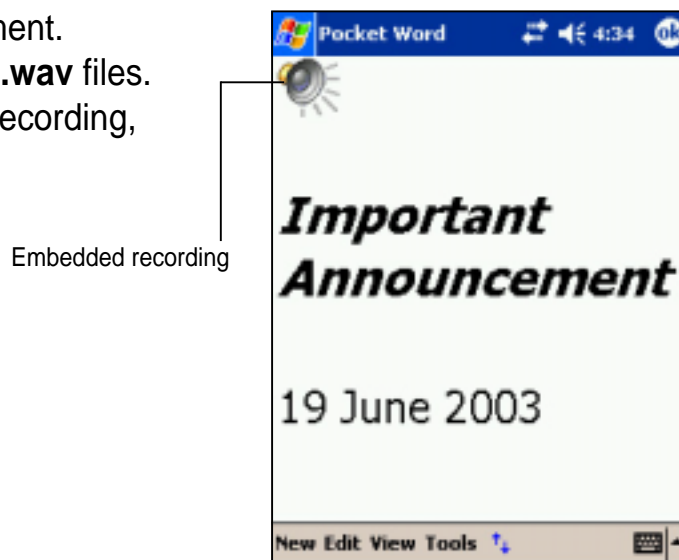 nent.
.wav files.
ecording,
Embedded recording
Pocket Word 4:34 ok
Important
Announcement
19 June 2003
New Edit View Tools